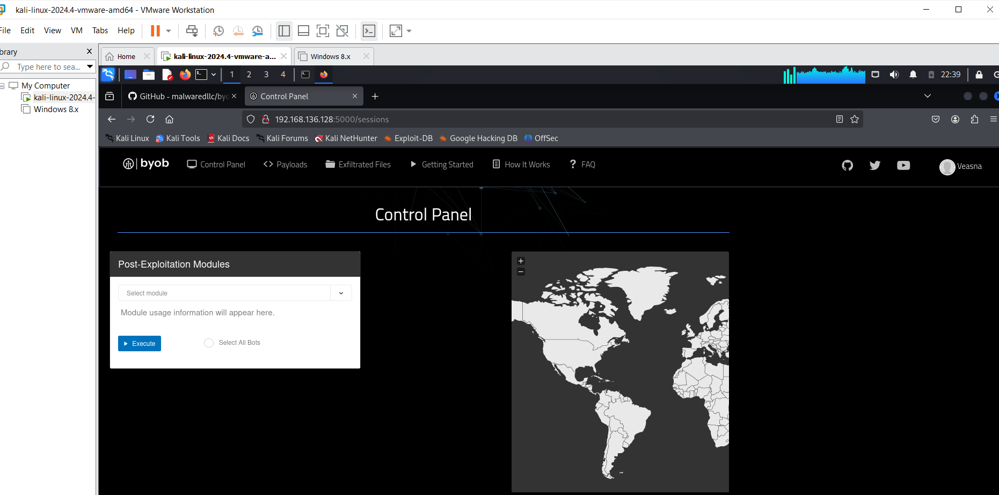 kali-linux-2024.4-vmware-amd64 - VMware Workstation
File Edit View VM Tabs Help
brary
Type here to sea...
My Computer
kali-linux-2024.4-
Windows 8.x
Home
kali-linux-2024.4-vmware-a...
Windows 8.x
1 2 3 4
22:39
GitHub - malwaredllc/byo
Control Panel
192.168.136.128:5000/sessions
Kali Linux Kali Tools Kali Docs Kali Forums Kali NetHunter Exploit-DB Google Hacking DB OffSec
byob Control Panel Payloads Exfiltrated Files Getting Started How It Works FAQ Veasna
Control Panel
Post-Exploitation Modules
Select module
Module usage information will appear here.
Execute
Select All Bots